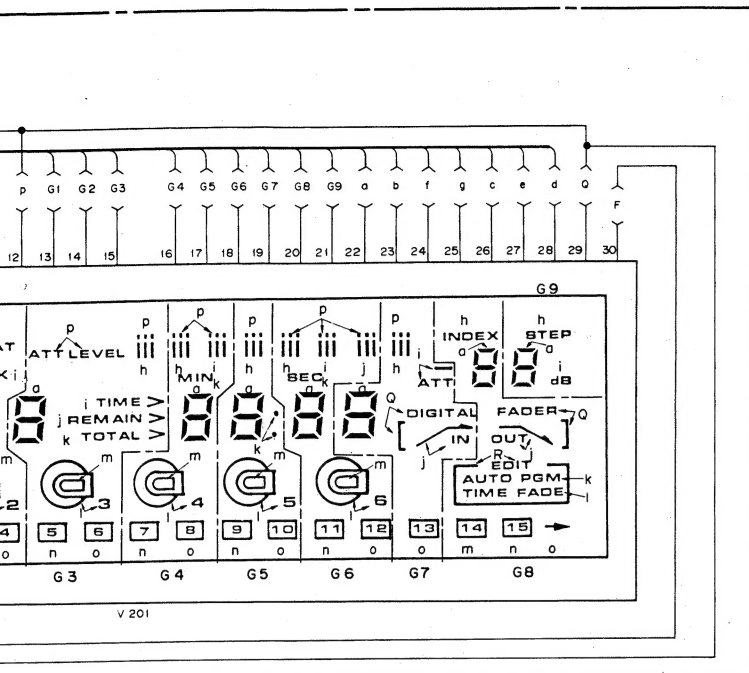 P G1 G2 G3 G4 G5 G6 G7 G8 G9 a b f g c e d Q F
12 13 14 15 16 17 18 19 20 21 22 23 24 25 26 27 28 29 30
G9
p p p p p p h h
AT ATT LEVEL INDEX STEP
h h j h h i k j h i a a
MIN k SEC ATT i
a a a a a dB
i TIME > Q DIGITAL FADER Q
j REMAIN >
k TOTAL > k j IN OUT j
R EDIT
m m m m m AUTO PGM k
TIME FADE l
2 l 3 l 4 l 5 l 6
4 5 6 7 8 9 10 11 12 13 14 15
o n o n o n o n o o m n o
G3 G4 G5 G6 G7 G8
V 201